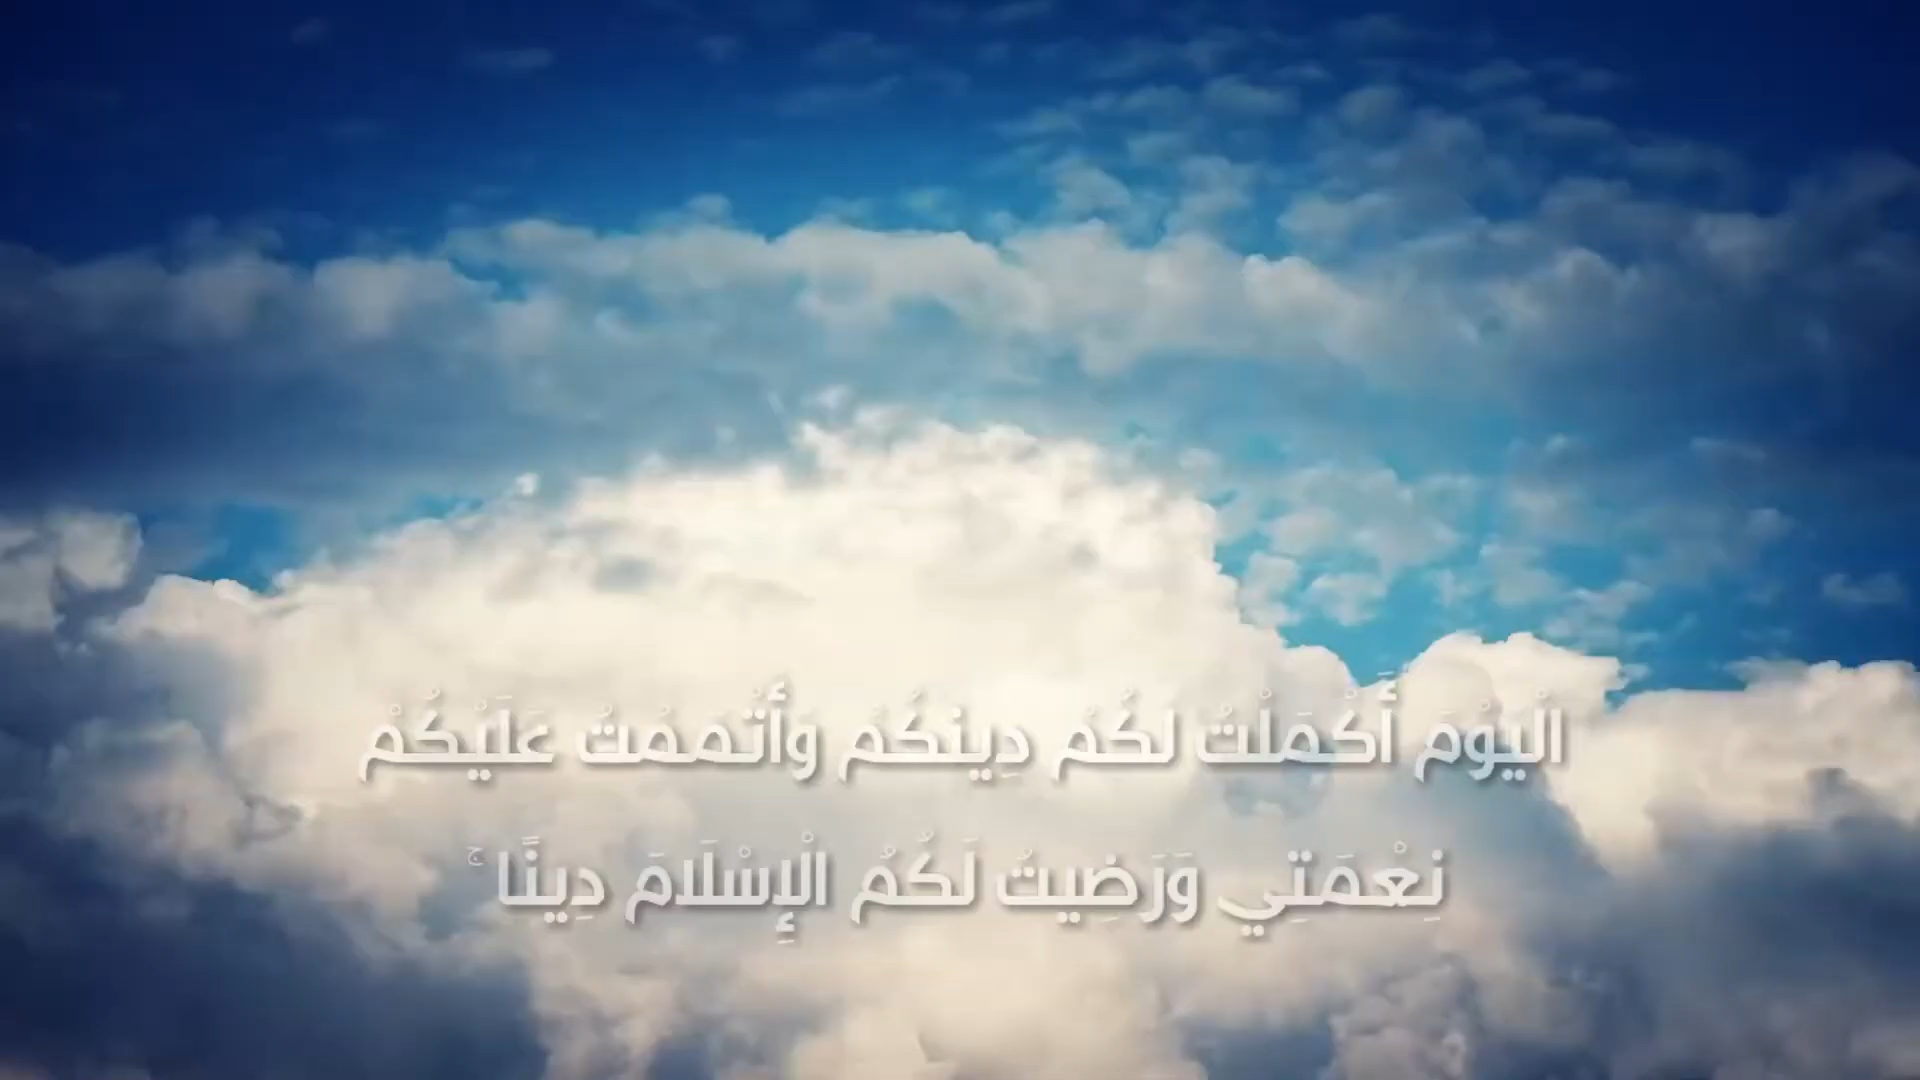 الْيَوْمَ أَكْمَلْتُ لَكُمْ دِينَكُمْ وَأَتْمَمْتُ عَلَيْكُمْ
نِعْمَتِي وَرَضِيتُ لَكُمُ الْإِسْلَامَ دِينًا ۚ